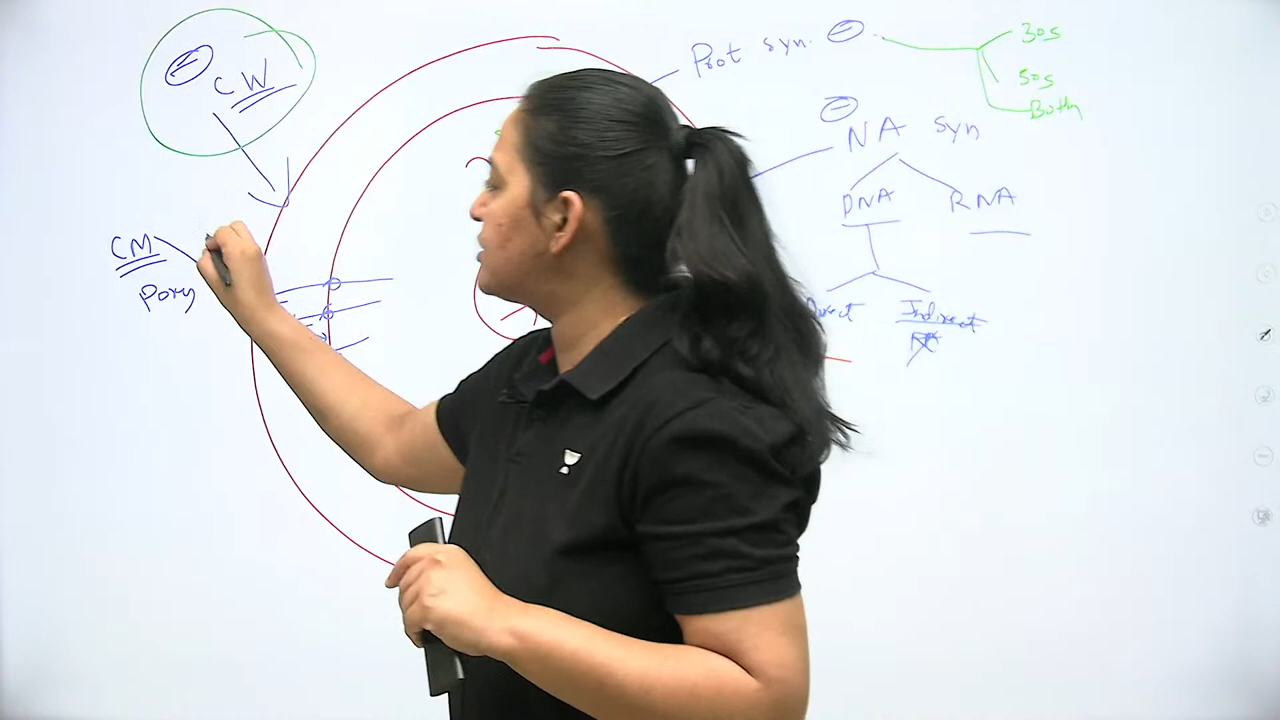 CW
Prot syn.
30s
50s
Both
NA syn
DNA
RNA
Direct
Indirect
CM
Pory